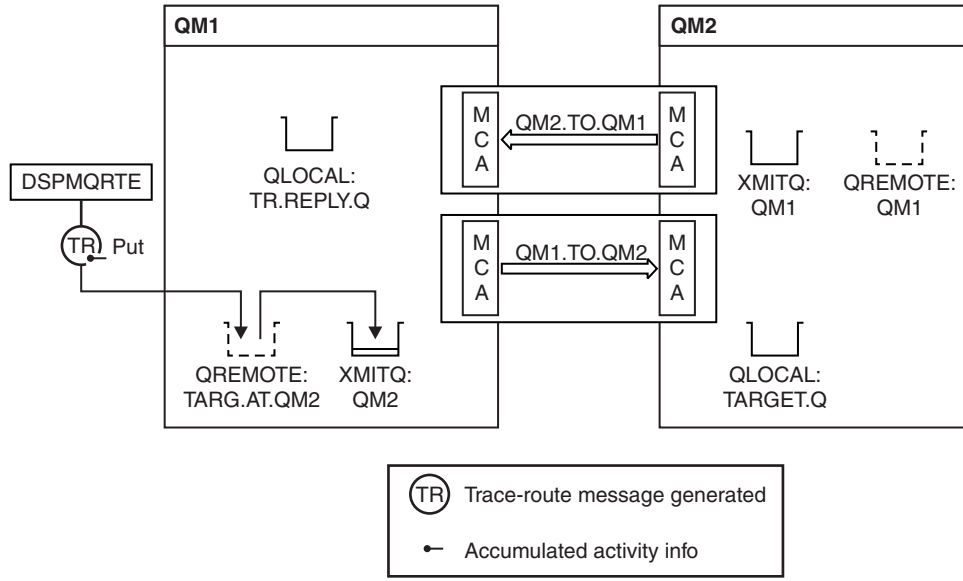 QM1
QM2
M
C
A
QM2.TO.QM1
M
C
A
QLOCAL:
TR.REPLY.Q
XMITQ:
QM1
QREMOTE:
QM1
DSPMQRTE
TR
Put
M
C
A
QM1.TO.QM2
M
C
A
QREMOTE:
TARG.AT.QM2
XMITQ:
QM2
QLOCAL:
TARGET.Q
TR Trace-route message generated
Accumulated activity info